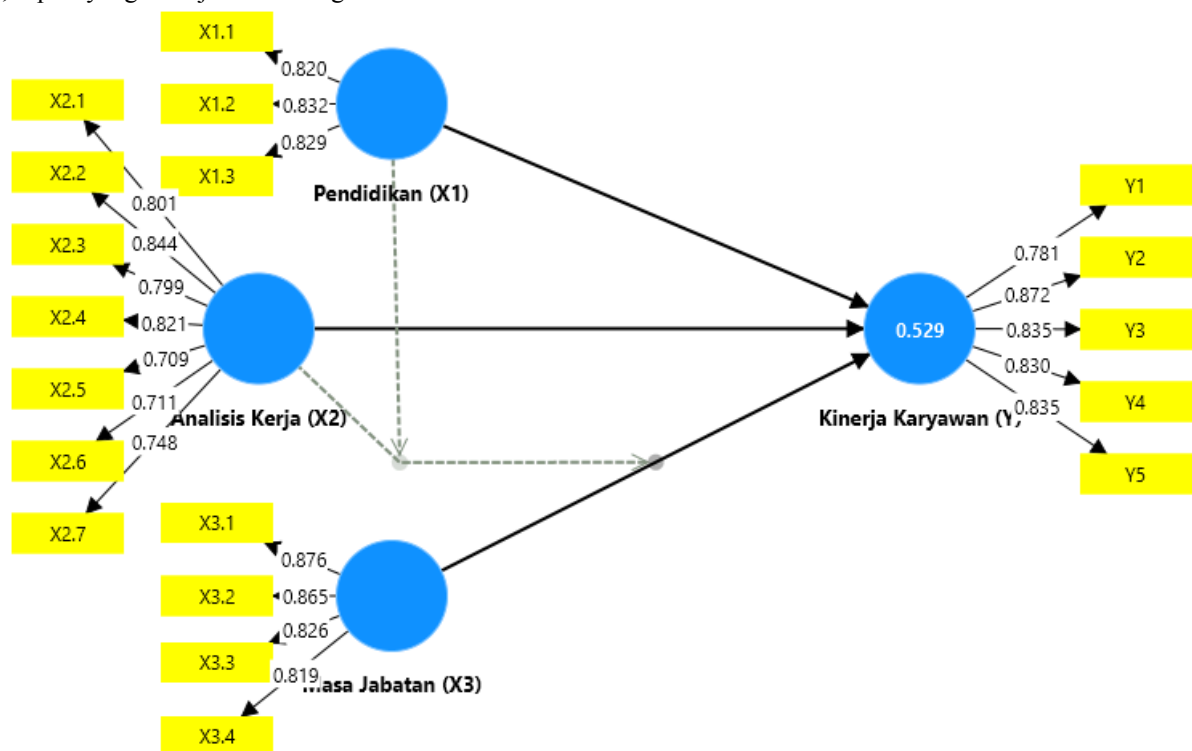 X1.1
0.820
X1.2
0.832
X1.3
0.829
Pendidikan (X1)
X2.1
0.801
X2.2
0.844
X2.3
0.799
X2.4
0.821
X2.5
0.709
X2.6
0.711
X2.7
0.748
Analisis Kerja (X2)
X3.1
0.876
X3.2
0.865
X3.3
0.826
X3.4
0.819
Masa Jabatan (X3)
0.529
Kinerja Karyawan (Y)
Y1
0.781
Y2
0.872
Y3
0.835
Y4
0.830
Y5
0.835